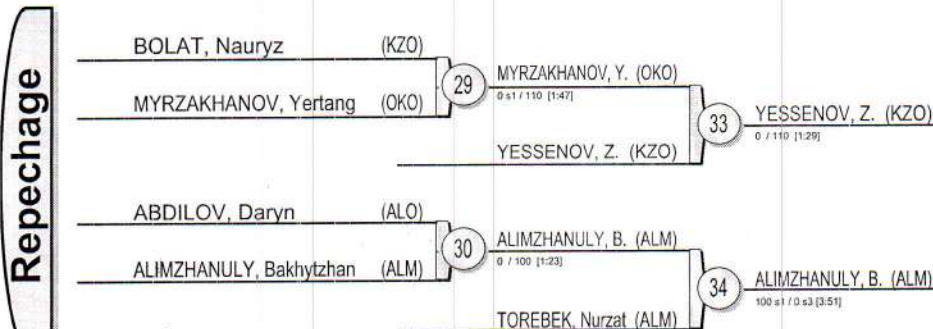 Repechage
BOLAT, Nauryz (KZO)
MYRZAKHANOV, Yertang (OKO)
29
MYRZAKHANOV, Y. (OKO)
0 s1 / 110 [1:47]
YESSENOV, Z. (KZO)
33
YESSENOV, Z. (KZO)
0 / 110 [1:29]
ABDILOV, Daryn (ALO)
ALIMZHANULY, Bakhytzhan (ALM)
30
ALIMZHANULY, B. (ALM)
0 / 100 [1:23]
TOREBEK, Nurzat (ALM)
34
ALIMZHANULY, B. (ALM)
100 s1 / 0 s3 [3:51]